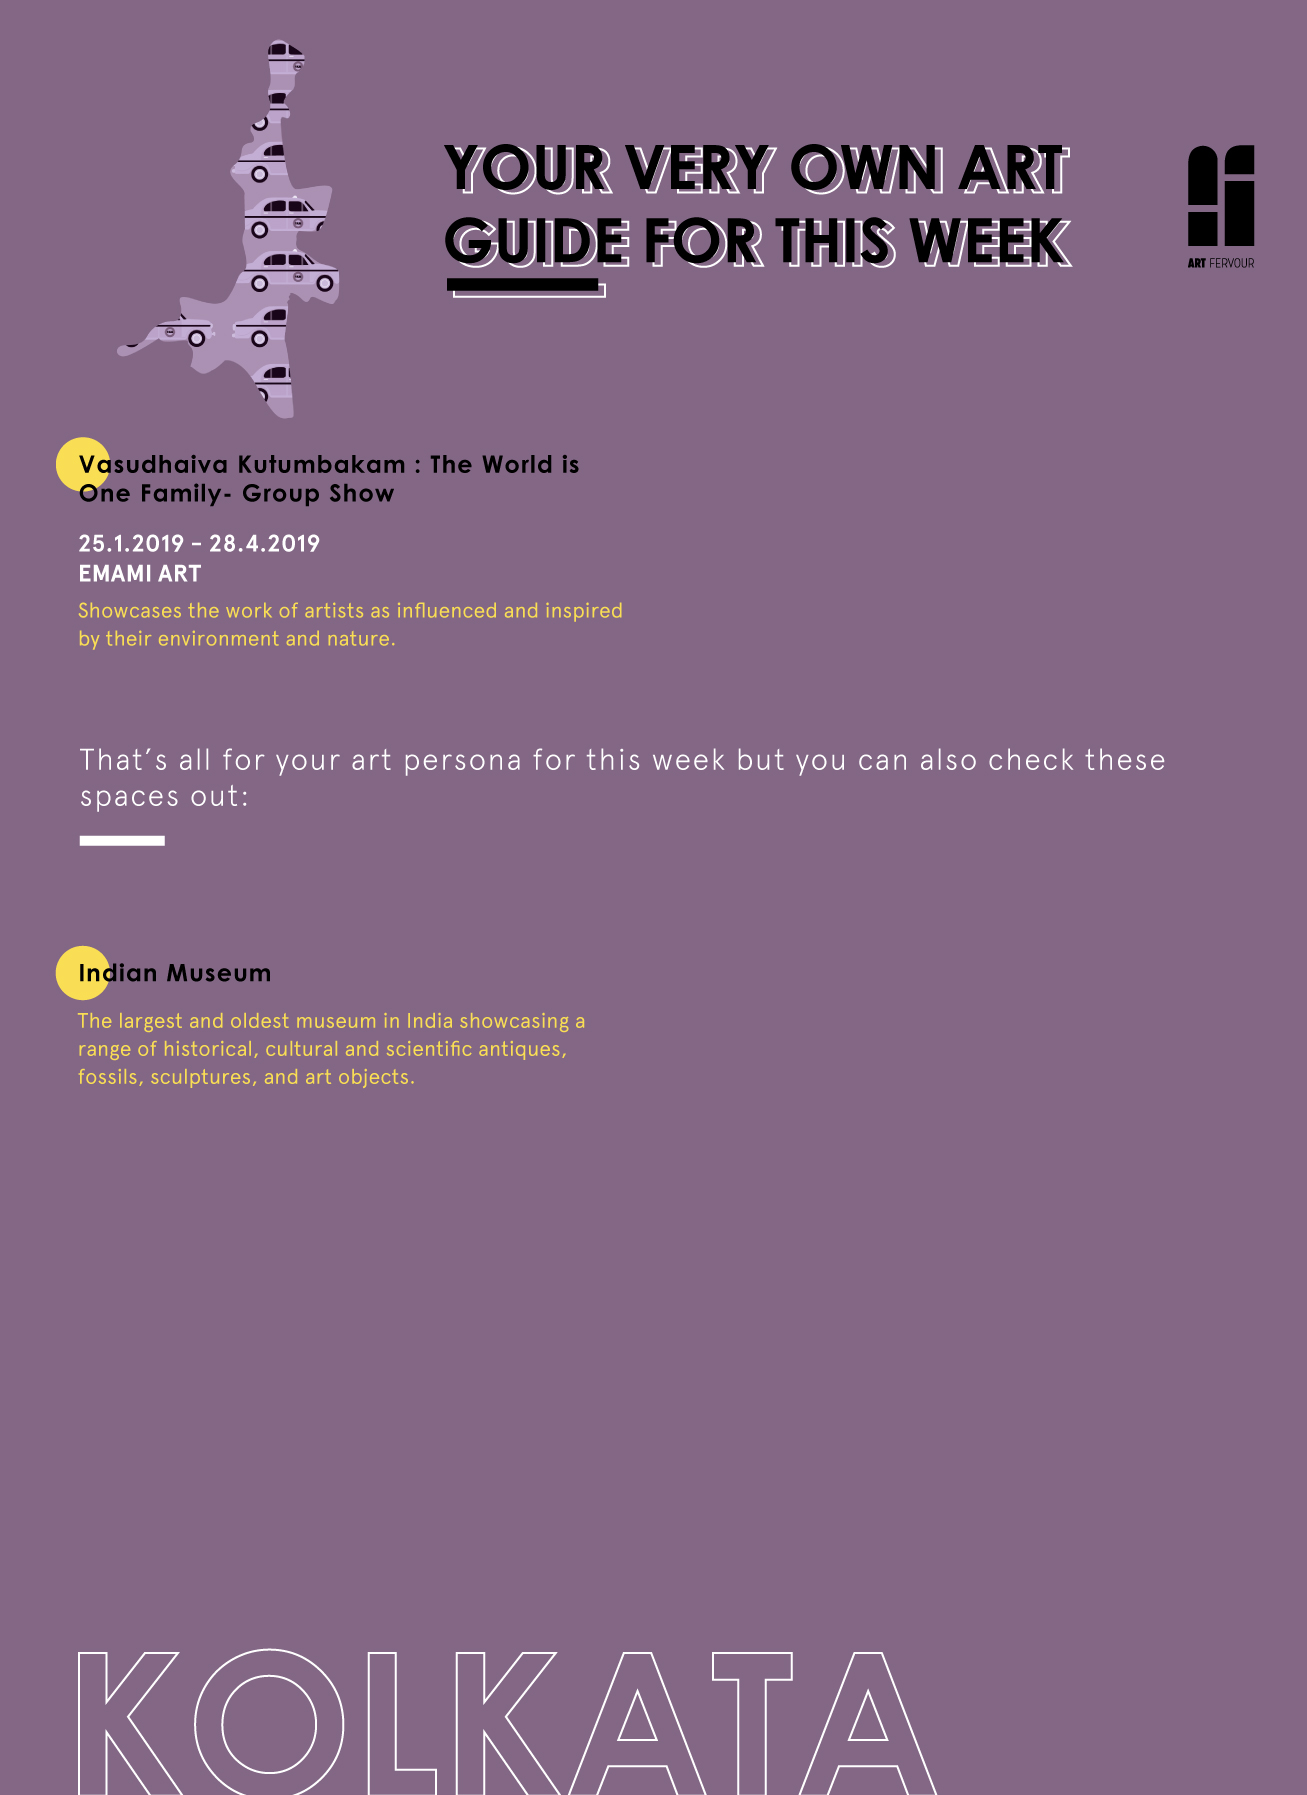 YOUR VERY OWN ART
GUIDE FOR THIS WEEK
ART FERVOUR
Vasudhaiva Kutumbakam : The World is
One Family- Group Show
25.1.2019 – 28.4.2019
EMAMI ART
Showcases the work of artists as influenced and inspired
by their environment and nature.
That’s all for your art persona for this week but you can also check these
spaces out:
Indian Museum
The largest and oldest museum in India showcasing a
range of historical, cultural and scientific antiques,
fossils, sculptures, and art objects.
KOLKATA